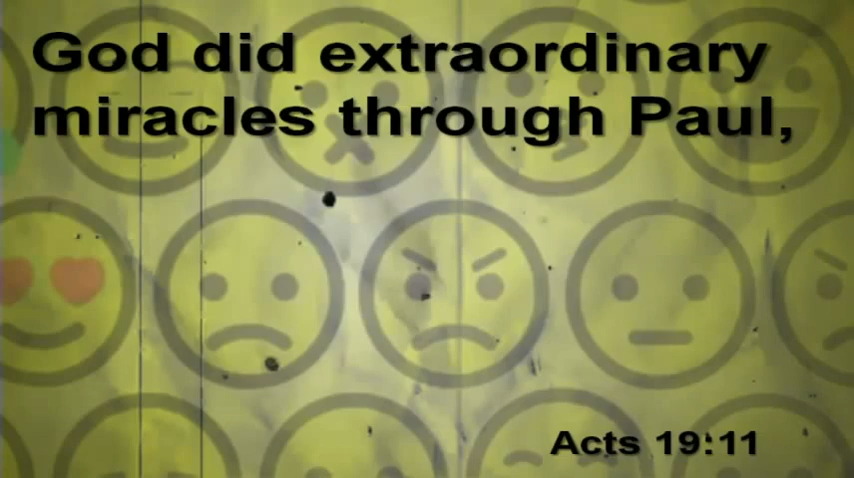 God did extraordinary
miracles through Paul,
Acts 19:11